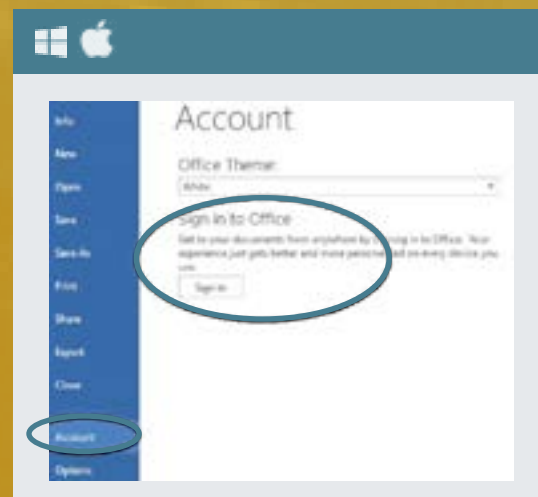 Account
Info
New
Open
Save
Save As
Print
Share
Export
Close
Account
Options
Office Theme:
White
Sign in to Office
Get to your documents from anywhere by signing in to Office. Your
experience just gets better and more personalized on every device you
use.
Sign In